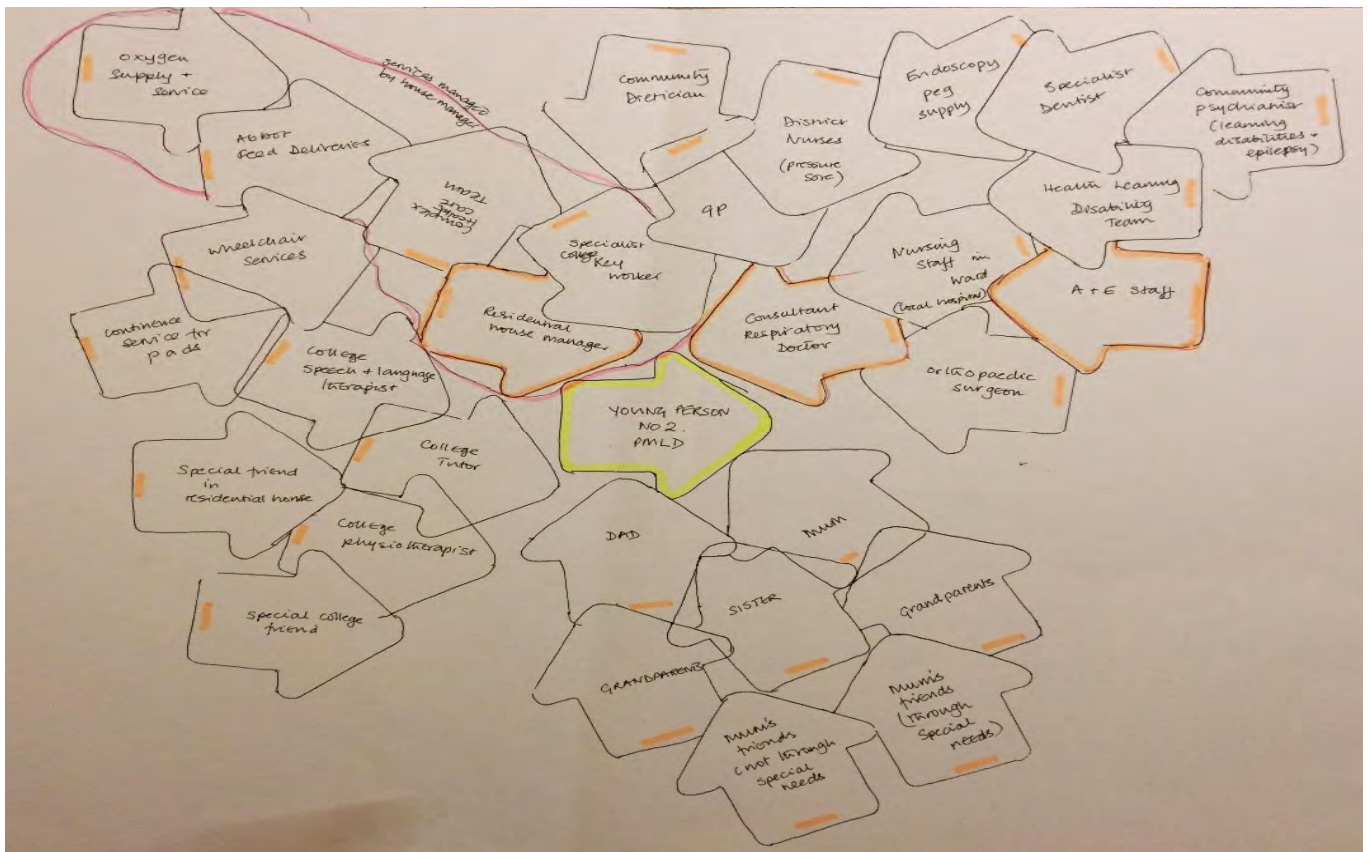 Oxygen
Supply +
Service
Services managed
by house manager
Abbot
Feed Deliveries
Complex
Health
Care
Team
Wheelchair
Services
Continence
Service for
pads
College
Speech + language
therapist
College
Tutor
Special friend
in
residential house
College
physiotherapist
Special college
friend
Residential
house manager
Specialist
college
Key
worker
Community
Dietician
GP
District
Nurses
(pressure
sore)
Endoscopy
peg
supply
Specialist
Dentist
Community
psychiatrist
(learning
disabilities +
epilepsy)
Health Learning
Disability
Team
Nursing
Staff in
Ward
(local hospital)
A + E Staff
Consultant
Respiratory
Doctor
Orthopaedic
surgeon
YOUNG PERSON
NO 2.
PMLD
DAD
MUM
SISTER
Grandparents
GRANDPARENTS
Mum's
friends
(not through
special
needs
Mum's
friends
(through
special
needs)